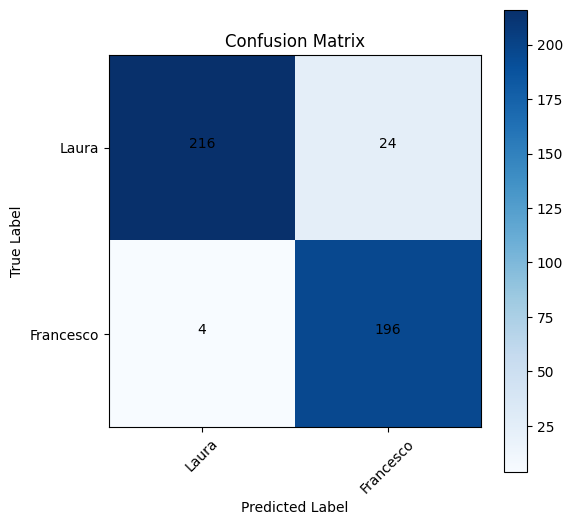 Confusion Matrix
True Label
Laura
Francesco
216
24
4
196
Laura
Francesco
Predicted Label
200
175
150
125
100
75
50
25